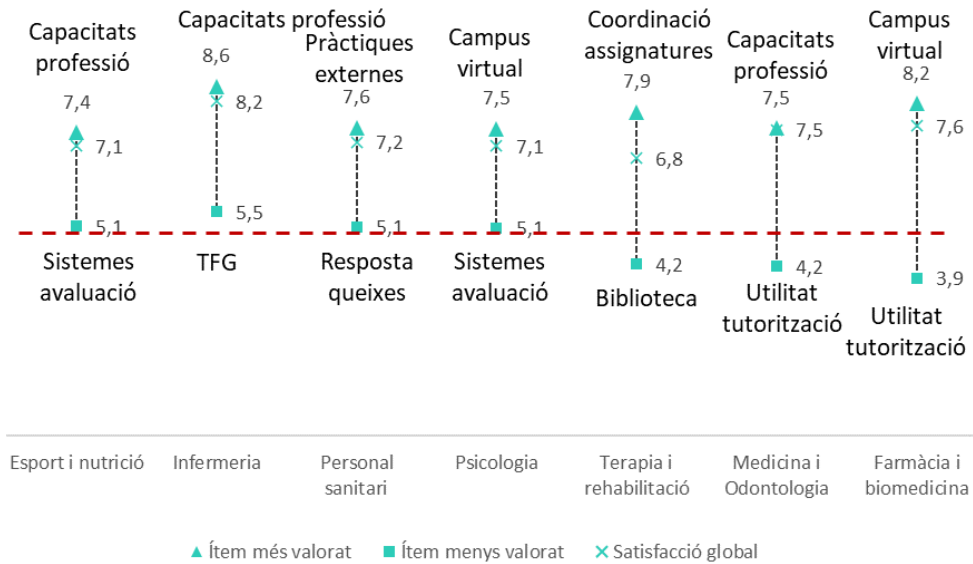 Capacitats
professió
7,4
7,1
5,1
Sistemes
avaluació
Capacitats professió
8,6
8,2
5,5
TFG
Pràctiques
externes
7,6
7,2
5,1
Resposta
queixes
Campus
virtual
7,5
7,1
5,1
Sistemes
avaluació
Coordinació
assignatures
7,9
6,8
4,2
Biblioteca
Capacitats
professió
7,5
7,5
4,2
Utilitat
tutorització
Campus
virtual
8,2
7,6
3,9
Utilitat
tutorització
Esport i nutrició
Infermeria
Personal
sanitari
Psicologia
Terapia i
rehabilitació
Medicina i
Odontologia
Farmàcia i
biomedicina
Ítem més valorat
Ítem menys valorat
Satisfacció global